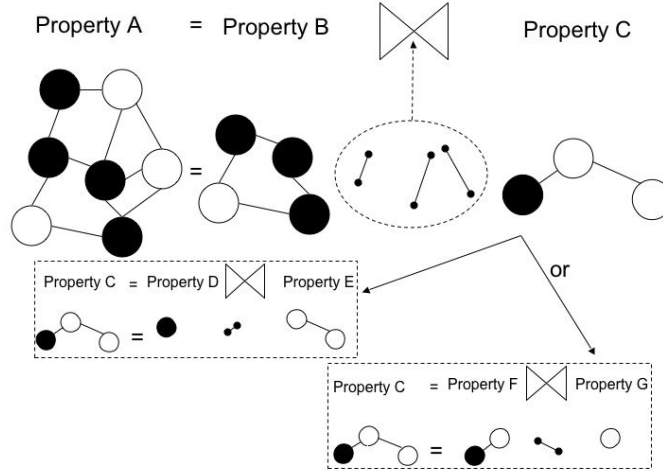 Property A = Property B Property C
=
or
Property C = Property D Property E
=
Property C = Property F Property G
=